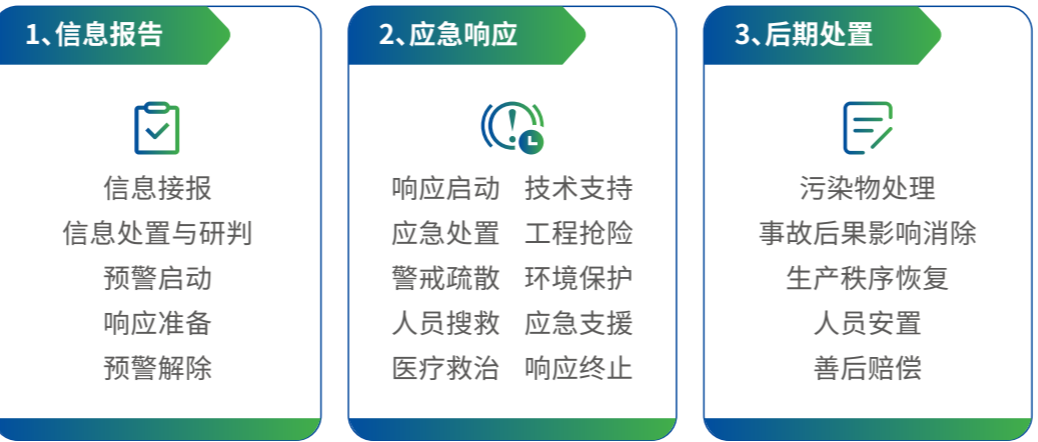 1、信息报告
信息接报
信息处置与研判
预警启动
响应准备
预警解除
2、应急响应
响应启动 技术支持
应急处置 工程抢险
警戒疏散 环境保护
人员搜救 应急支援
医疗救治 响应终止
3、后期处置
污染物处理
事故后果影响消除
生产秩序恢复
人员安置
善后赔偿